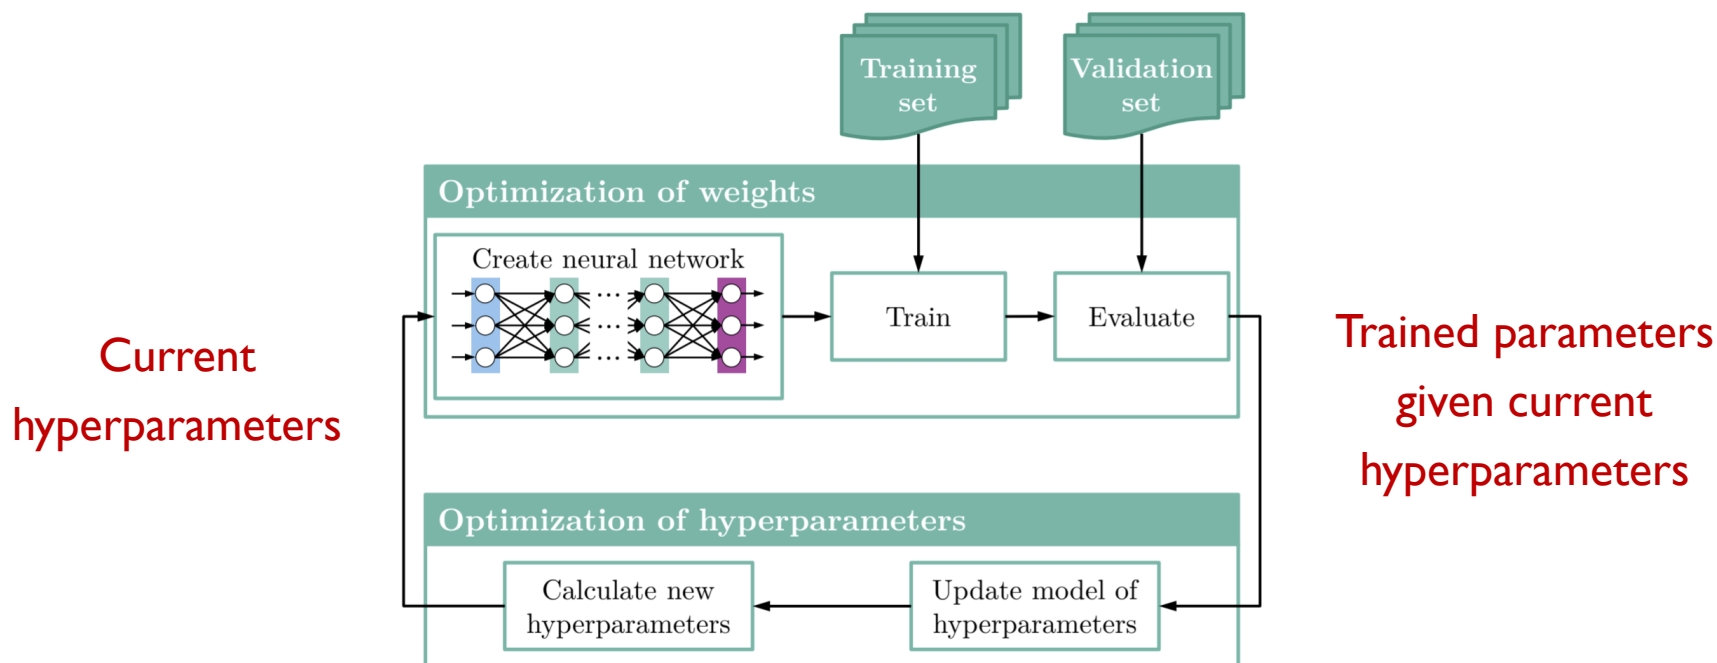 Training
set
Validation
set
Optimization of weights
Create neural network
...
...
...
...
Train
Evaluate
Current
hyperparameters
Trained parameters
given current
hyperparameters
Optimization of hyperparameters
Calculate new
hyperparameters
Update model of
hyperparameters